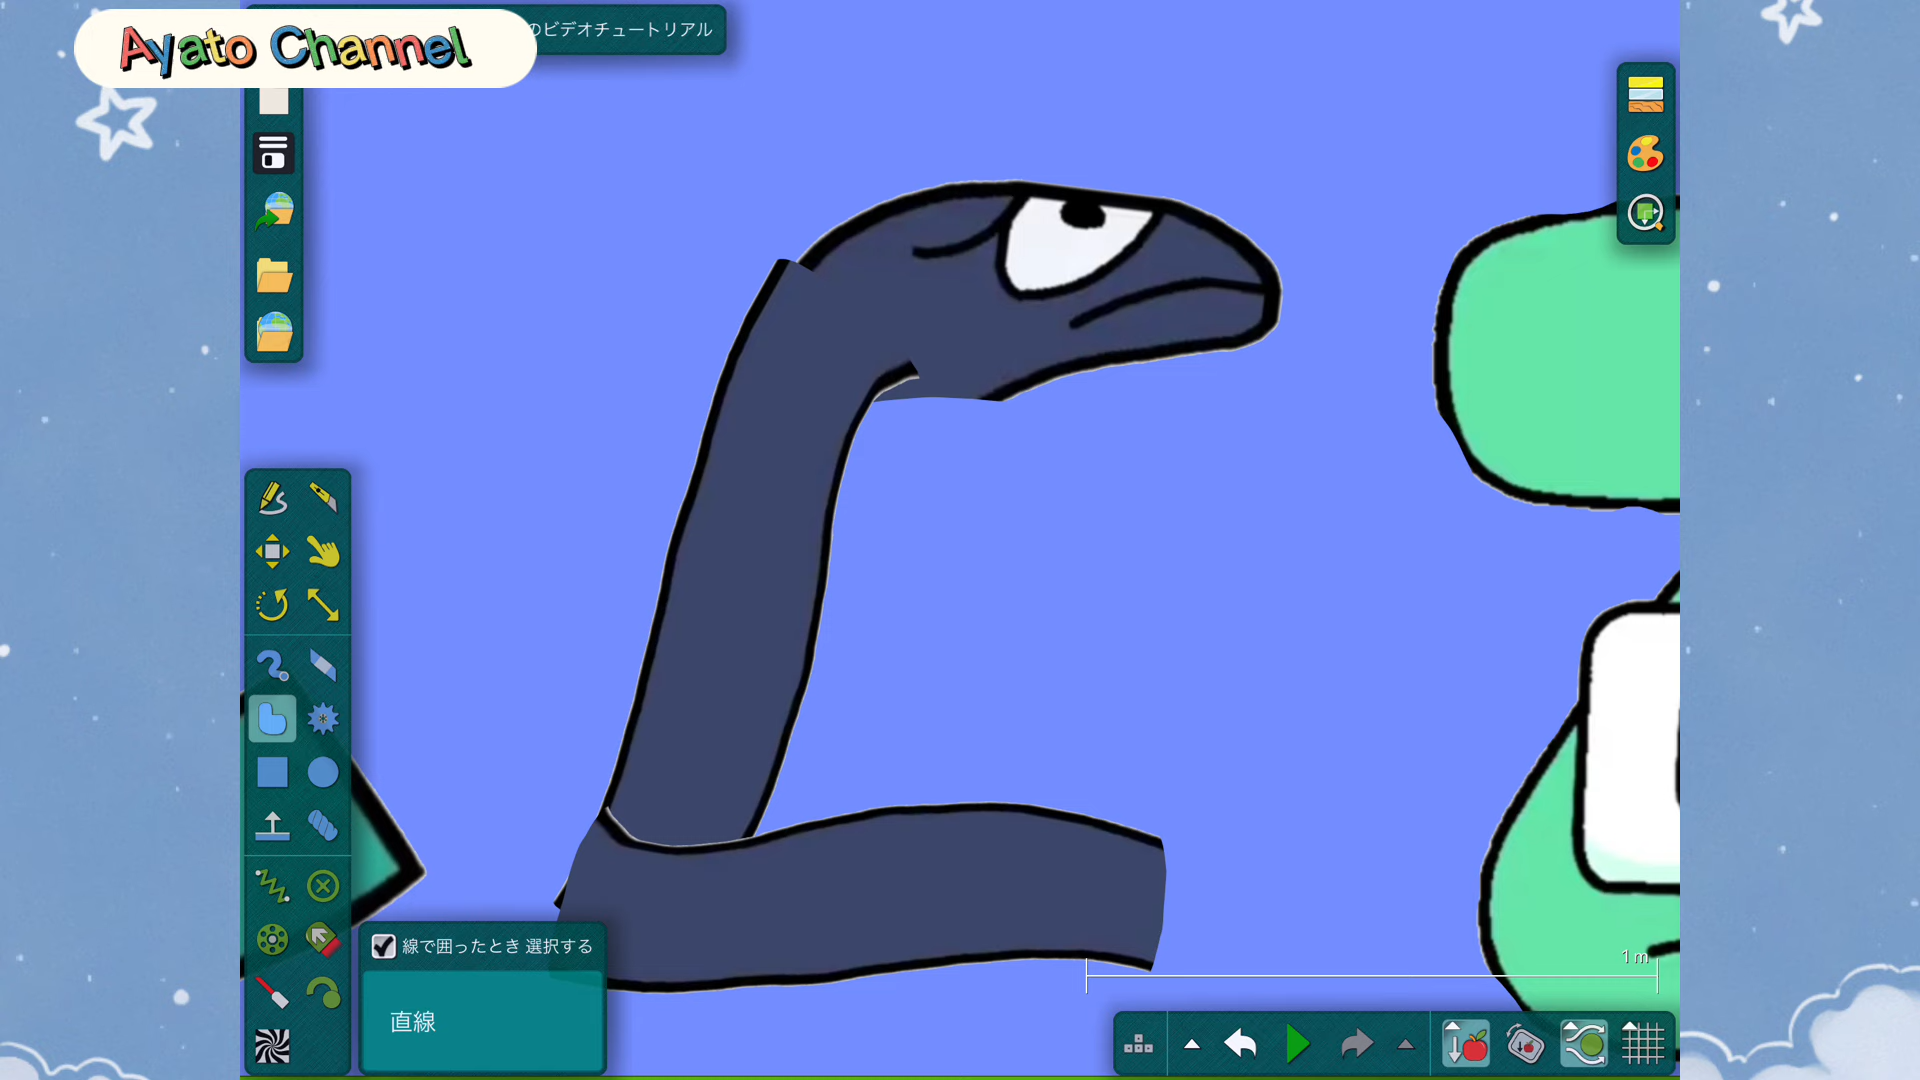 Ayato Channel
のビデオチュートリアル
線で囲ったとき 選択する
直線
1 m